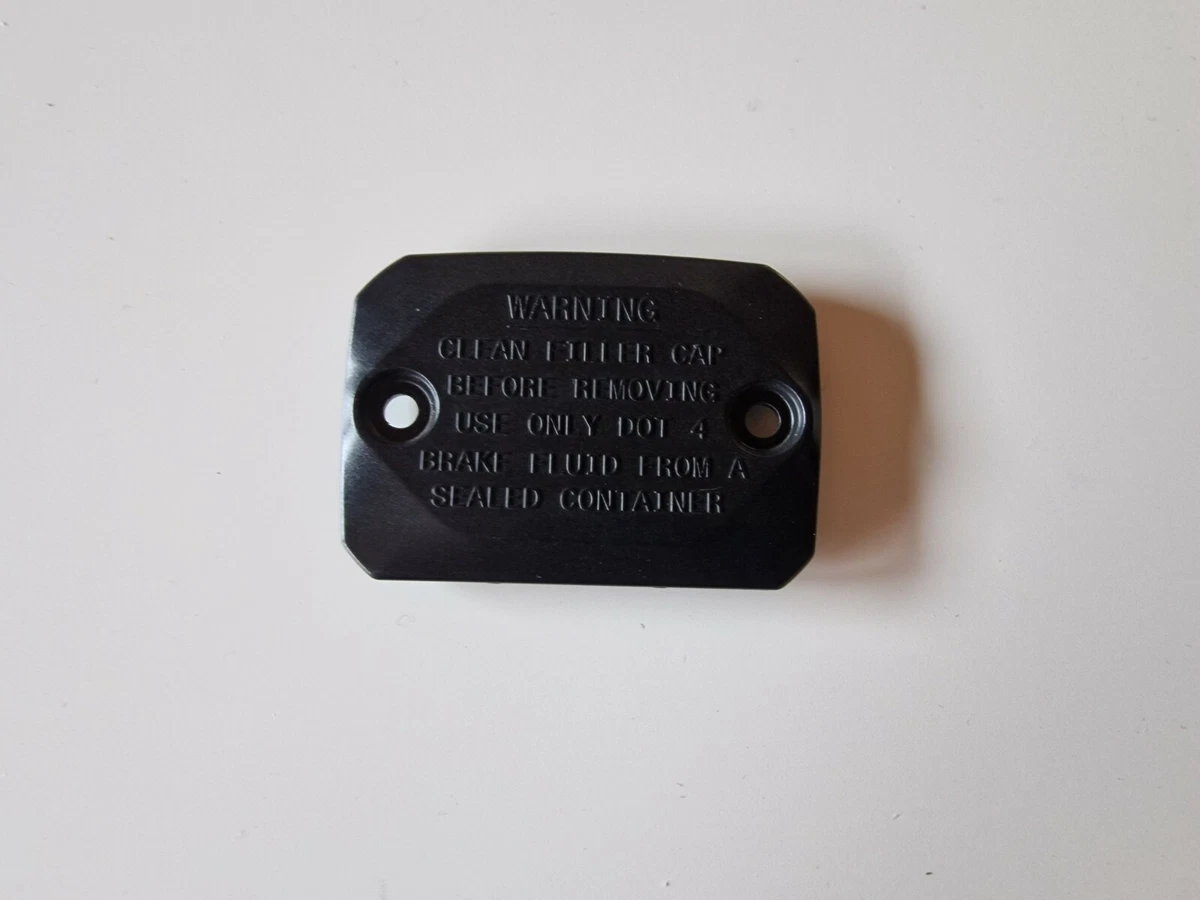 WARNING
CLEAN FILLER CAP
BEFORE REMOVING
USE ONLY DOT 4
BRAKE FLUID FROM A
SEALED CONTAINER